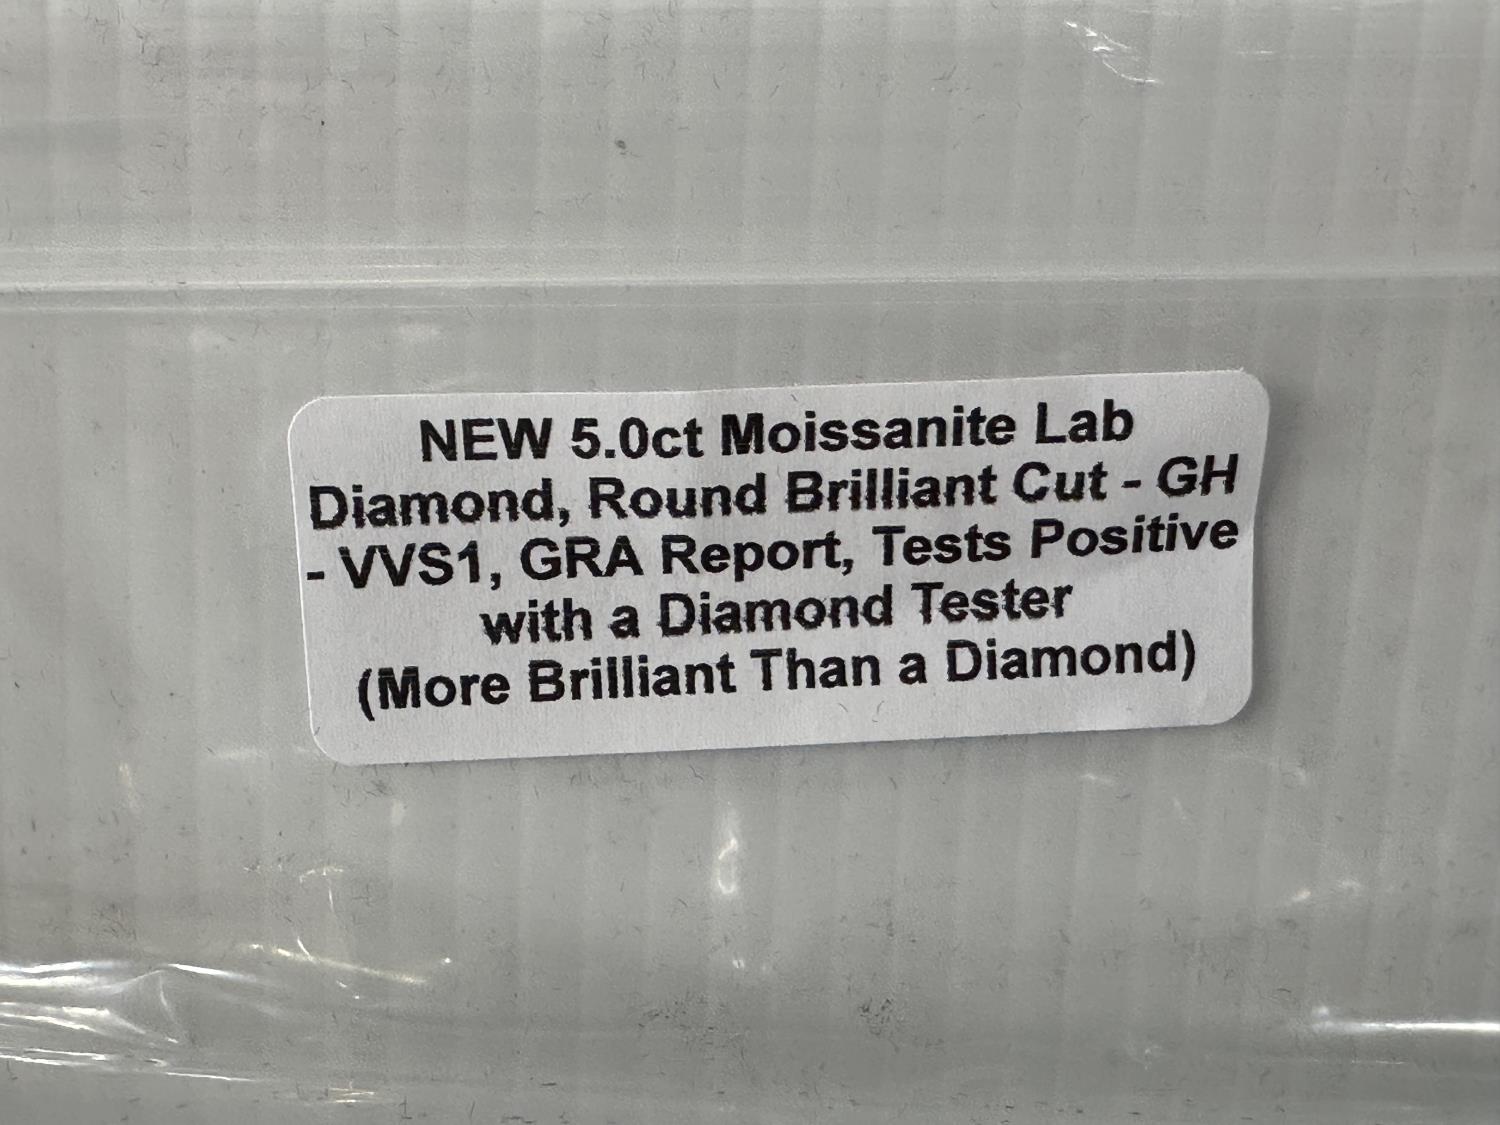 NEW 5.0ct Moissanite Lab
Diamond, Round Brilliant Cut - GH
- VVS1, GRA Report, Tests Positive
with a Diamond Tester
(More Brilliant Than a Diamond)